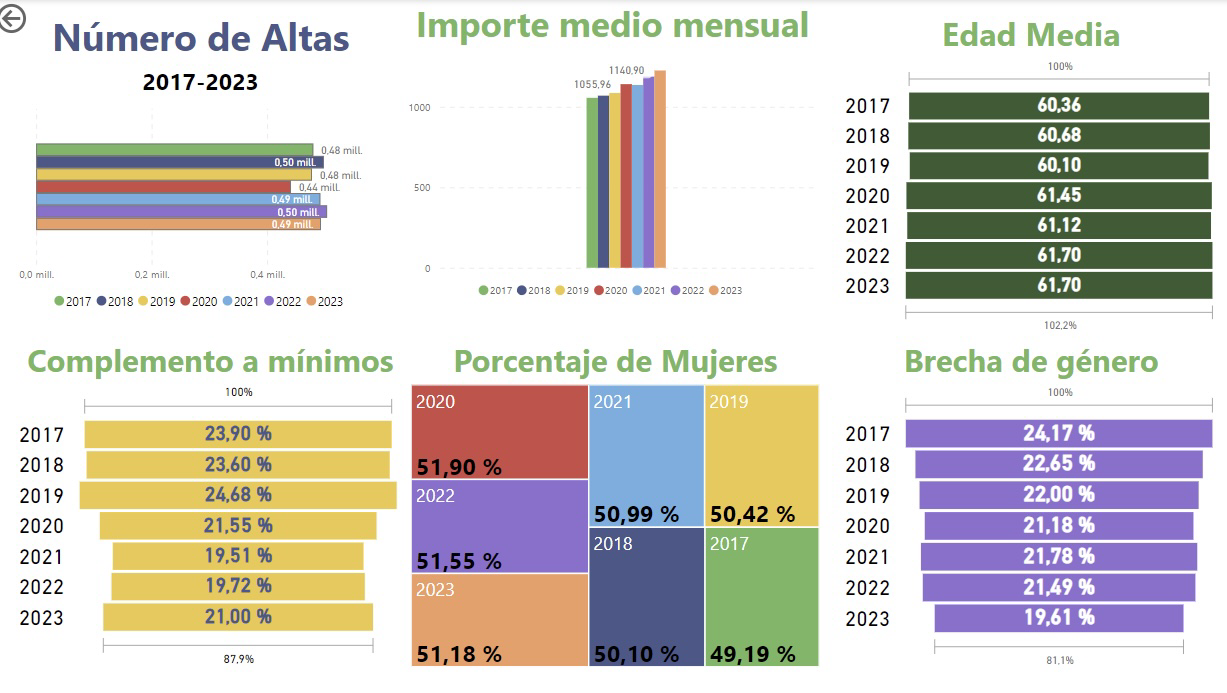 Número de Altas
2017-2023
0,48 mill.
0,50 mill.
0,48 mill.
0,44 mill.
0,49 mill.
0,50 mill.
0,49 mill.
0,0 mill. 0,2 mill. 0,4 mill.
2017 2018 2019 2020 2021 2022 2023
Importe medio mensual
1140,90
1055,96
1000
500
0
2017 2018 2019 2020 2021 2022 2023
Edad Media
100%
2017 60,36
2018 60,68
2019 60,10
2020 61,45
2021 61,12
2022 61,70
2023 61,70
102,2%
Complemento a mínimos
100%
2017 23,90 %
2018 23,60 %
2019 24,68 %
2020 21,55 %
2021 19,51 %
2022 19,72 %
2023 21,00 %
87,9%
Porcentaje de Mujeres
2020
51,90 %
2022
51,55 %
2023
51,18 %
2021
50,99 %
2019
50,42 %
2018
50,10 %
2017
49,19 %
Brecha de género
100%
2017 24,17 %
2018 22,65 %
2019 22,00 %
2020 21,18 %
2021 21,78 %
2022 21,49 %
2023 19,61 %
81,1%